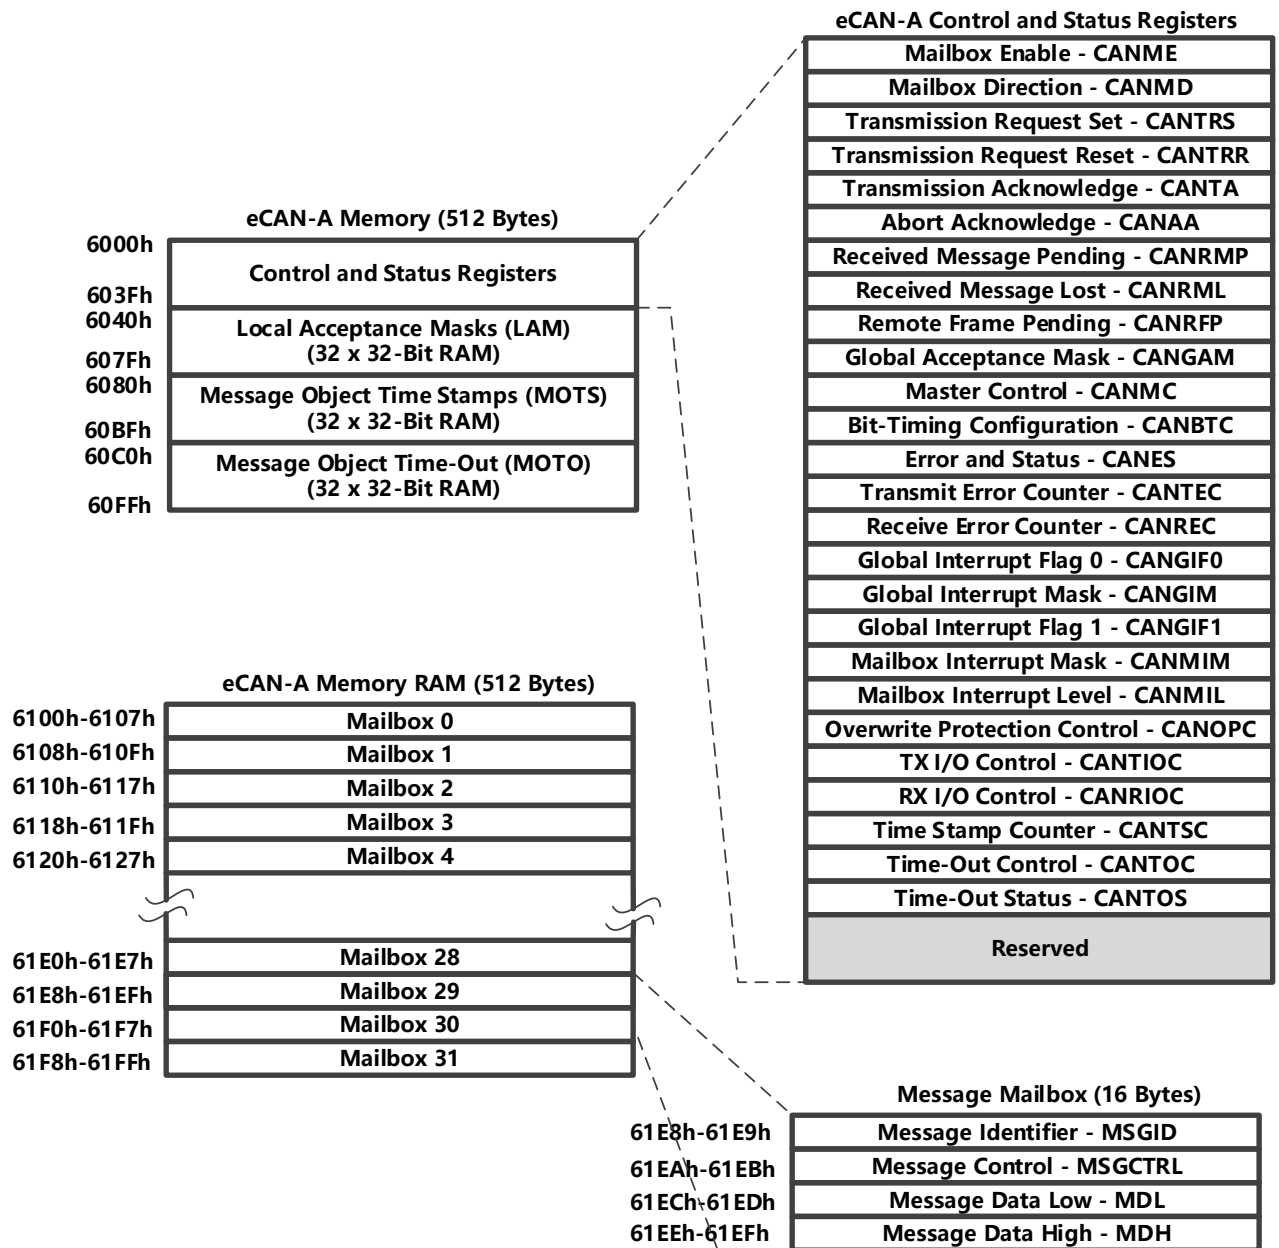 eCAN-A Control and Status Registers
Mailbox Enable - CANME
Mailbox Direction - CANMD
Transmission Request Set - CANTRS
Transmission Request Reset - CANTRR
Transmission Acknowledge - CANTA
Abort Acknowledge - CANAA
Received Message Pending - CANRMP
Received Message Lost - CANRML
Remote Frame Pending - CANRFP
Global Acceptance Mask - CANGAM
Master Control - CANMC
Bit-Timing Configuration - CANBTC
Error and Status - CANES
Transmit Error Counter - CANTEC
Receive Error Counter - CANREC
Global Interrupt Flag 0 - CANGIF0
Global Interrupt Mask - CANGIM
Global Interrupt Flag 1 - CANGIF1
Mailbox Interrupt Mask - CANMIM
Mailbox Interrupt Level - CANMIL
Overwrite Protection Control - CANOPC
TX I/O Control - CANTIOC
RX I/O Control - CANRIOC
Time Stamp Counter - CANTSC
Time-Out Control - CANTOC
Time-Out Status - CANTOS
Reserved
eCAN-A Memory (512 Bytes)
6000h
Control and Status Registers
603Fh
6040h
Local Acceptance Masks (LAM)
(32 x 32-Bit RAM)
607Fh
6080h
Message Object Time Stamps (MOTS)
(32 x 32-Bit RAM)
60BFh
60C0h
Message Object Time-Out (MOTO)
(32 x 32-Bit RAM)
60FFh
eCAN-A Memory RAM (512 Bytes)
6100h-6107h Mailbox 0
6108h-610Fh Mailbox 1
6110h-6117h Mailbox 2
6118h-611Fh Mailbox 3
6120h-6127h Mailbox 4
61E0h-61E7h Mailbox 28
61E8h-61EFh Mailbox 29
61F0h-61F7h Mailbox 30
61F8h-61FFh Mailbox 31
Message Mailbox (16 Bytes)
61E8h-61E9h Message Identifier - MSGID
61EAh-61EBh Message Control - MSGCTRL
61ECh-61EDh Message Data Low - MDL
61EEh-61EFh Message Data High - MDH